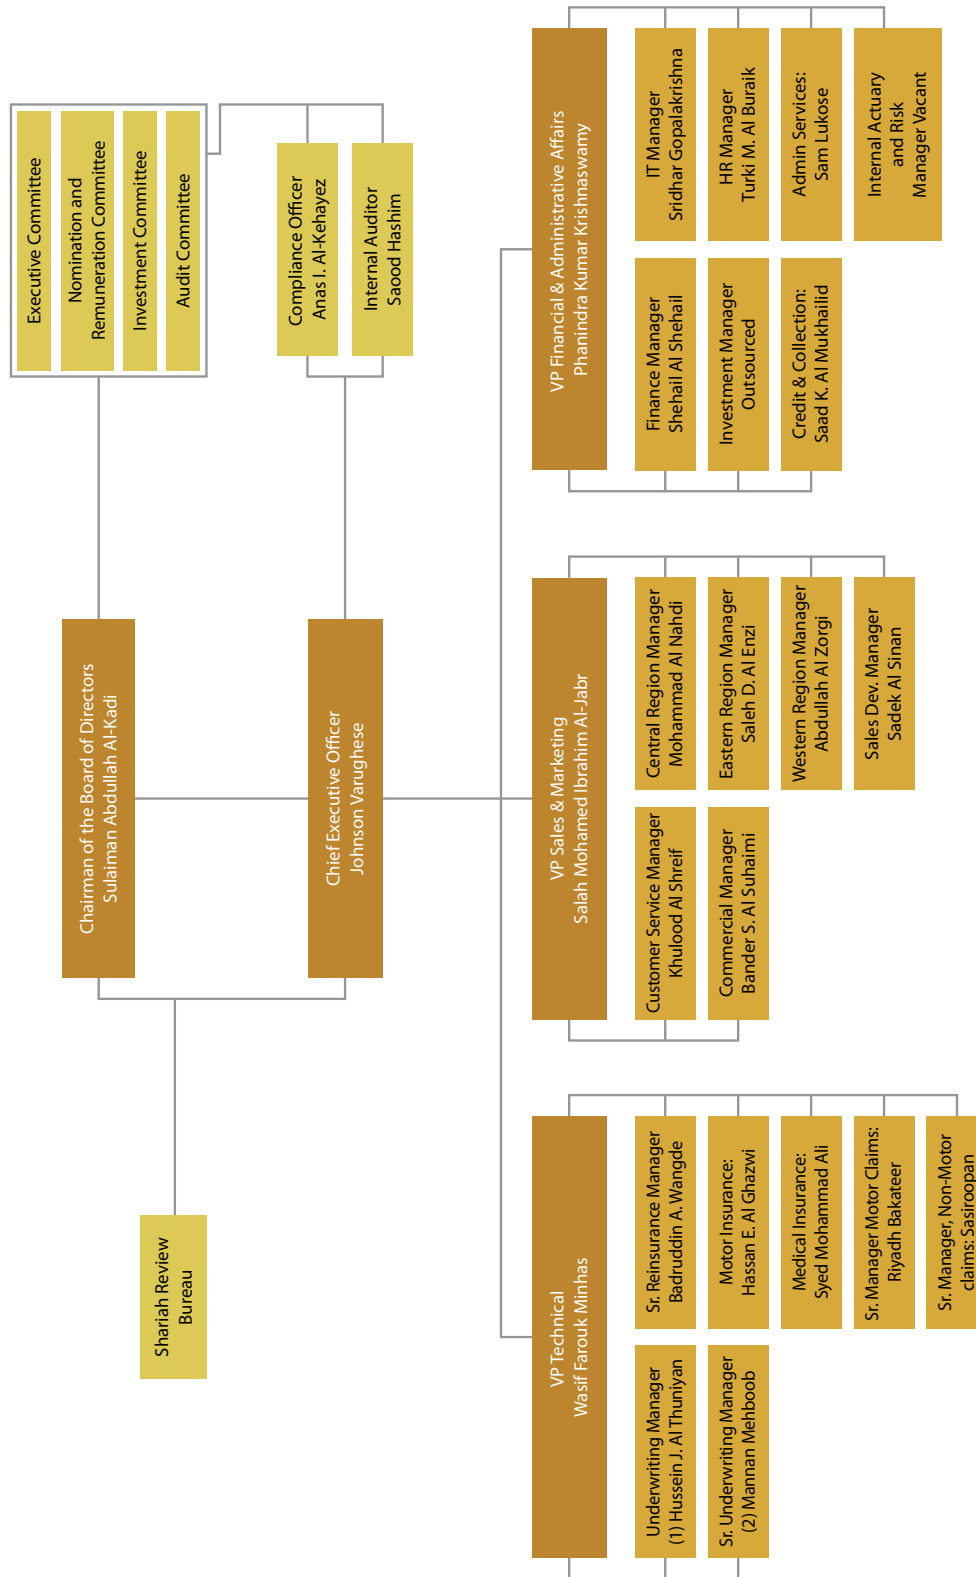 Executive Committee
Nomination and
Remuneration Committee
Investment Committee
Audit Committee
Chairman of the Board of Directors
Sulaiman Abdullah Al-Kadi
Shariah Review
Bureau
Compliance Officer
Anas I. Al-Kehayez
Internal Auditor
Saood Hashim
Chief Executive Officer
Johnson Varughese
VP Technical
Wasif Farouk Minhas
Underwriting Manager
(1) Hussein J. Al Thuniyan
Sr. Underwriting Manager
(2) Mannan Mehboob
Sr. Reinsurance Manager
Badruddin A. Wangde
Motor Insurance:
Hassan E. Al Ghazwi
Medical Insurance:
Syed Mohammad Ali
Sr. Manager Motor Claims:
Riyadh Bakateer
Sr. Manager, Non-Motor
claims: Sasiroopan
VP Sales & Marketing
Salah Mohamed Ibrahim Al-Jabr
Customer Service Manager
Khulood Al Shreif
Commercial Manager
Bander S. Al Suhaimi
Central Region Manager
Mohammad Al Nahdi
Eastern Region Manager
Saleh D. Al Enzi
Western Region Manager
Abdullah Al Zorgi
Sales Dev. Manager
Sadek Al Sinan
VP Financial & Administrative Affairs
Phanindra Kumar Krishnaswamy
Finance Manager
Shehail Al Shehail
Investment Manager
Outsourced
Credit & Collection:
Saad K. Al Mukhailid
IT Manager
Sridhar Gopalakrishna
HR Manager
Turki M. Al Buraik
Admin Services:
Sam Lukose
Internal Actuary
and Risk
Manager Vacant